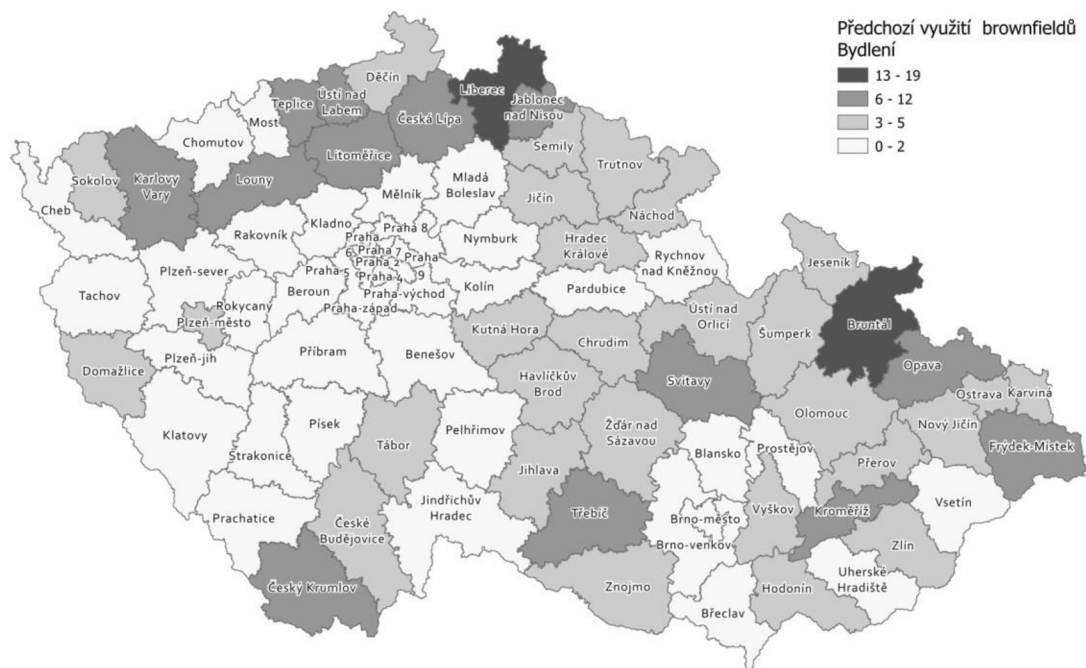 Předchozí využití brownfieldů
Bydlení
13 - 19
6 - 12
3 - 5
0 - 2
Děčín
Liberec
Ústí nad
Labem
Teplice
Jablonec
nad Nisou
Most
Česká Lípa
Chomutov
Litoměřice
Semily
Trutnov
Sokolov
Karlovy
Vary
Louny
Mladá
Boleslav
Mělník
Jičín
Cheb
Náchod
Kladno
Praha 8
Rakovník
Praha
Nymburk
Hradec
Králové
6
Praha 7
Praha
Rychnov
nad Kněžnou
Jeseník
Plzeň-sever
Praha 2
Praha
5
Praha 4
9
Tachov
Beroun
Praha-východ
Kolín
Pardubice
Rokycany
Praha-západ
Ústí nad
Orlicí
Plzeň-město
Kutná Hora
Šumperk
Bruntál
Chrudim
Příbram
Benešov
Plzeň-jih
Opava
Domažlice
Havlíčkův
Brod
Svitavy
Ostrava
Karviná
Olomouc
Písek
Žďár nad
Sázavou
Nový Jičín
Klatovy
Tábor
Pelhřimov
Prostějov
Frýdek-Místek
Strakonice
Blansko
Jihlava
Přerov
Jindřichův
Hradec
Vsetín
Prachatice
Vyškov
Kroměříž
Třebíč
Brno-město
České
Budějovice
Brno-venkov
Zlín
Uherské
Hradiště
Český Krumlov
Znojmo
Hodonín
Břeclav